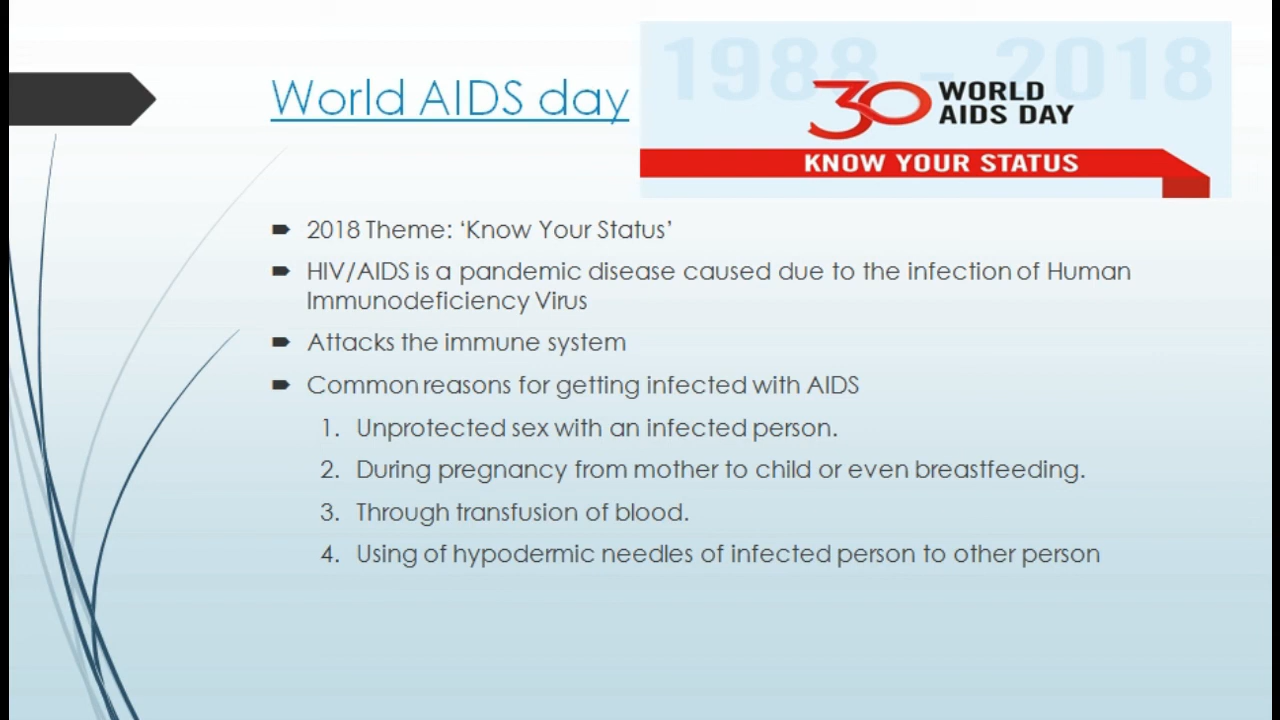 World AIDS day
1988 - 2018
30 WORLD
AIDS DAY
KNOW YOUR STATUS
2018 Theme: ‘Know Your Status’
HIV/AIDS is a pandemic disease caused due to the infection of Human
Immunodeficiency Virus
Attacks the immune system
Common reasons for getting infected with AIDS
1. Unprotected sex with an infected person.
2. During pregnancy from mother to child or even breastfeeding.
3. Through transfusion of blood.
4. Using of hypodermic needles of infected person to other person